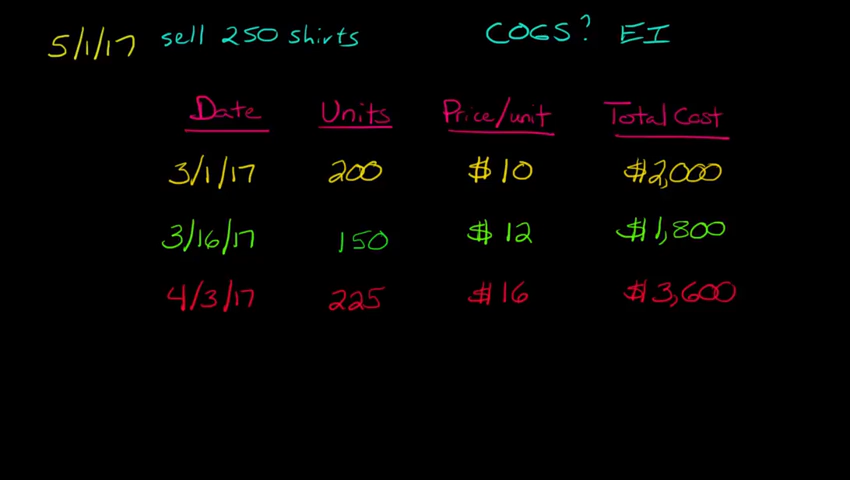 5/1/17 sell 250 shirts COGS? EI
Date Units Price/unit Total Cost
3/1/17 200 $10 $2,000
3/16/17 150 $12 $1,800
4/3/17 225 $16 $3,600